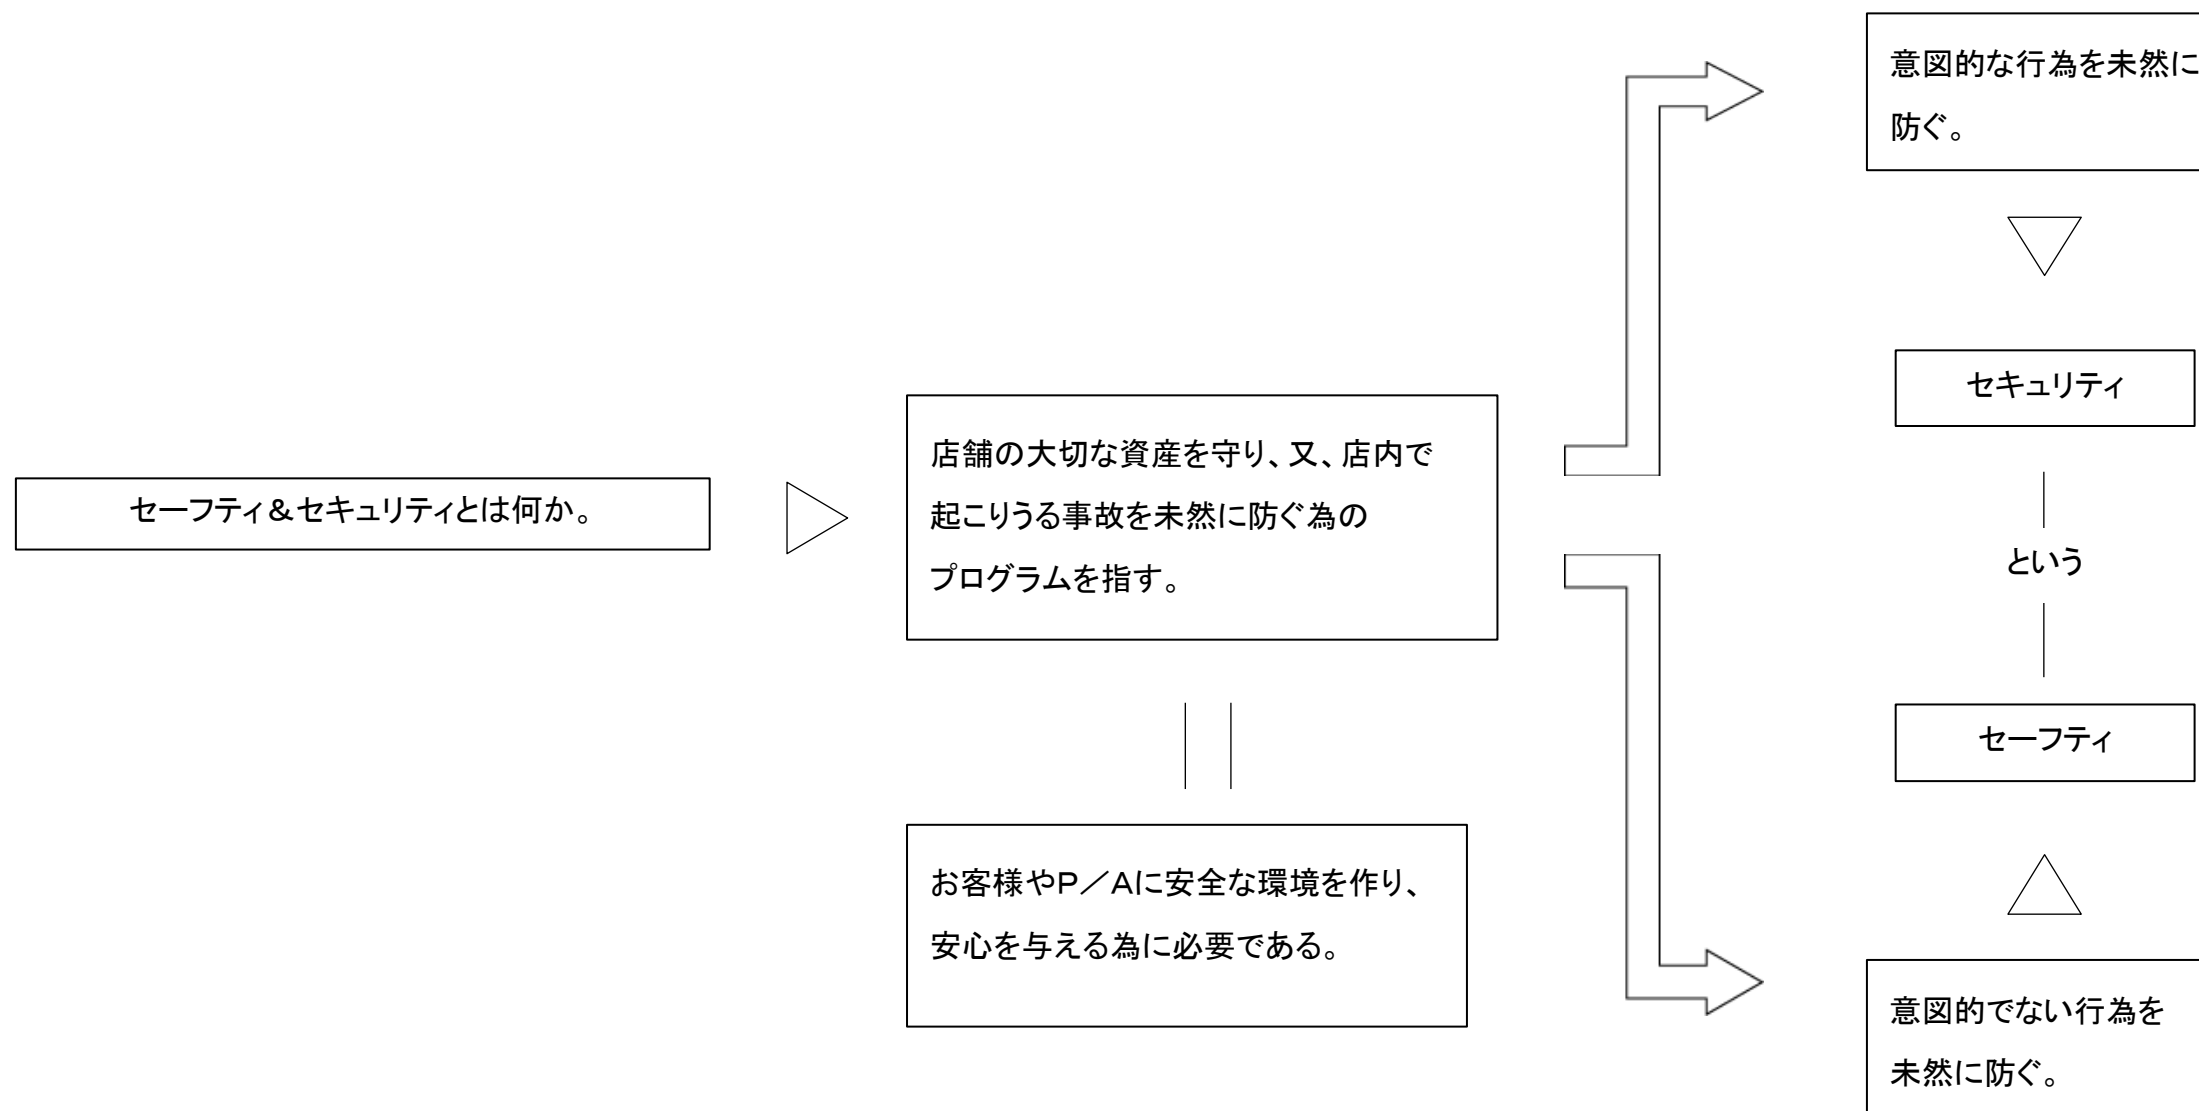 セーフティ&セキュリティとは何か。
店舗の大切な資産を守り、又、店内で
起こりうる事故を未然に防ぐ為の
プログラムを指す。
お客様やP/Aに安全な環境を作り、
安心を与える為に必要である。
意図的な行為を未然に
防ぐ。
セキュリティ
という
セーフティ
意図的でない行為を
未然に防ぐ。